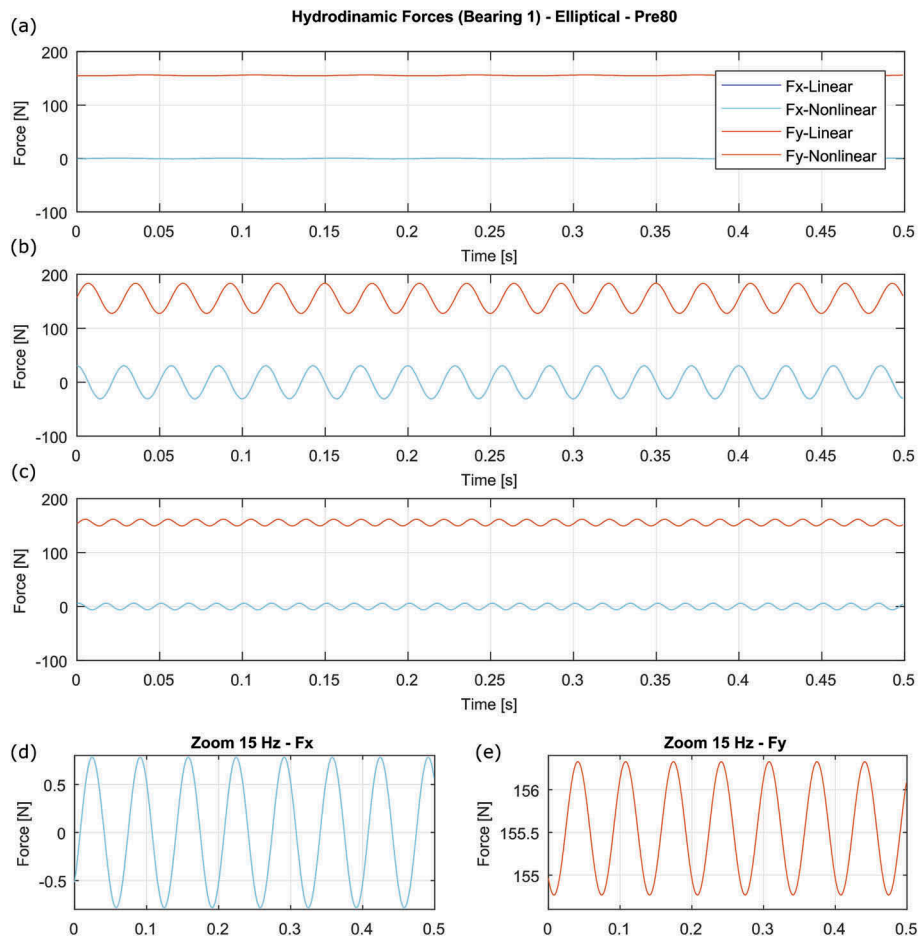 Hydrodinamic Forces (Bearing 1) - Elliptical - Pre80
(a)
200
100
0
-100
Force [N]
Fx-Linear
Fx-Nonlinear
Fy-Linear
Fy-Nonlinear
0 0.05 0.1 0.15 0.2 0.25 0.3 0.35 0.4 0.45 0.5
Time [s]
(b)
200
100
0
-100
Force [N]
0 0.05 0.1 0.15 0.2 0.25 0.3 0.35 0.4 0.45 0.5
Time [s]
(c)
200
100
0
-100
Force [N]
0 0.05 0.1 0.15 0.2 0.25 0.3 0.35 0.4 0.45 0.5
Time [s]
(d)
Zoom 15 Hz - Fx
0.5
0
-0.5
Force [N]
0 0.1 0.2 0.3 0.4 0.5
(e)
Zoom 15 Hz - Fy
156
155.5
155
Force [N]
0 0.1 0.2 0.3 0.4 0.5